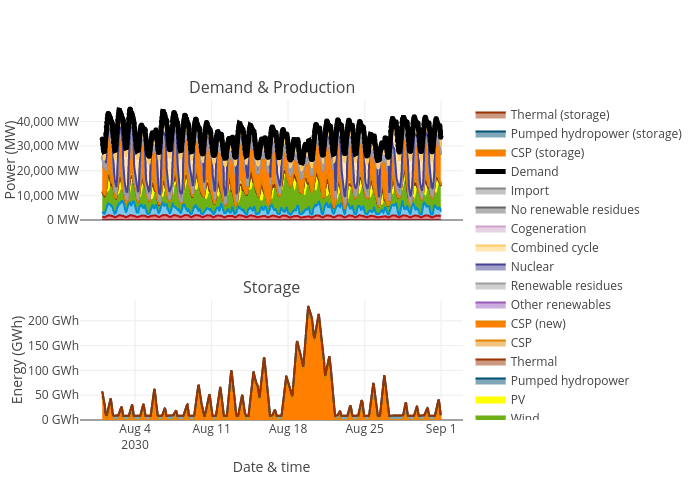 Demand & Production
Power (MW)
40,000 MW
30,000 MW
20,000 MW
10,000 MW
0 MW
Storage
Energy (GWh)
200 GWh
150 GWh
100 GWh
50 GWh
0 GWh
Aug 4
2030
Aug 11
Aug 18
Aug 25
Sep 1
Date & time
Thermal (storage)
Pumped hydropower (storage)
CSP (storage)
Demand
Import
No renewable residues
Cogeneration
Combined cycle
Nuclear
Renewable residues
Other renewables
CSP (new)
CSP
Thermal
Pumped hydropower
PV
Wind